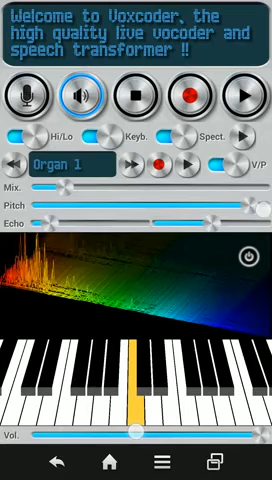 Welcome to Voxcoder, the
high quality live vocoder and
speech transformer !!
Hi/Lo Keyb. Spect.
Organ 1 V/P
Mix.
Pitch
Echo
Vol.